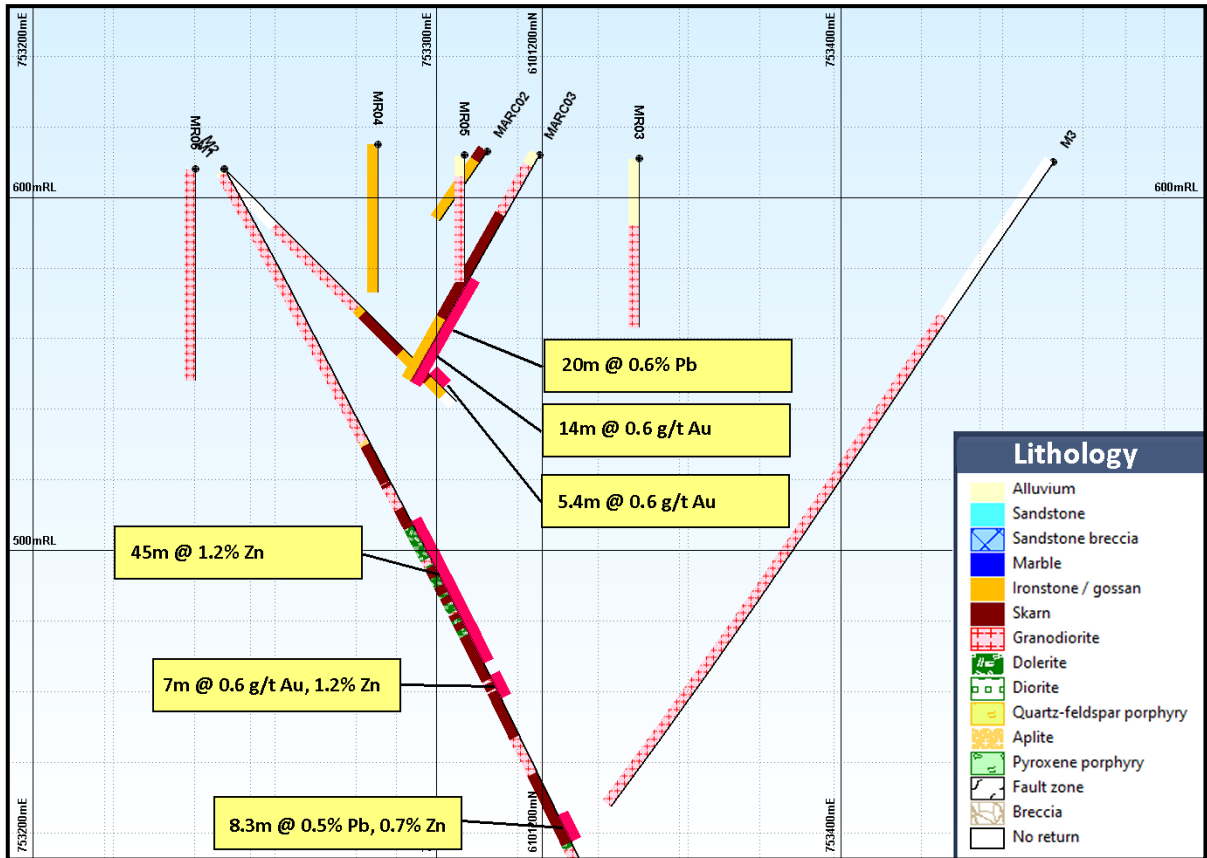 753200mE
753300mE
6101200mN
753400mE
MR06
M2
M1
MR04
MR05
MARC02
MARC03
MR03
M3
600mRL
600mRL
20m @ 0.6% Pb
14m @ 0.6 g/t Au
5.4m @ 0.6 g/t Au
500mRL
45m @ 1.2% Zn
7m @ 0.6 g/t Au, 1.2% Zn
8.3m @ 0.5% Pb, 0.7% Zn
753200mE
6101200mN
753400mE
Lithology
Alluvium
Sandstone
Sandstone breccia
Marble
Ironstone / gossan
Skarn
Granodiorite
Dolerite
Diorite
Quartz-feldspar porphyry
Aplite
Pyroxene porphyry
Fault zone
Breccia
No return